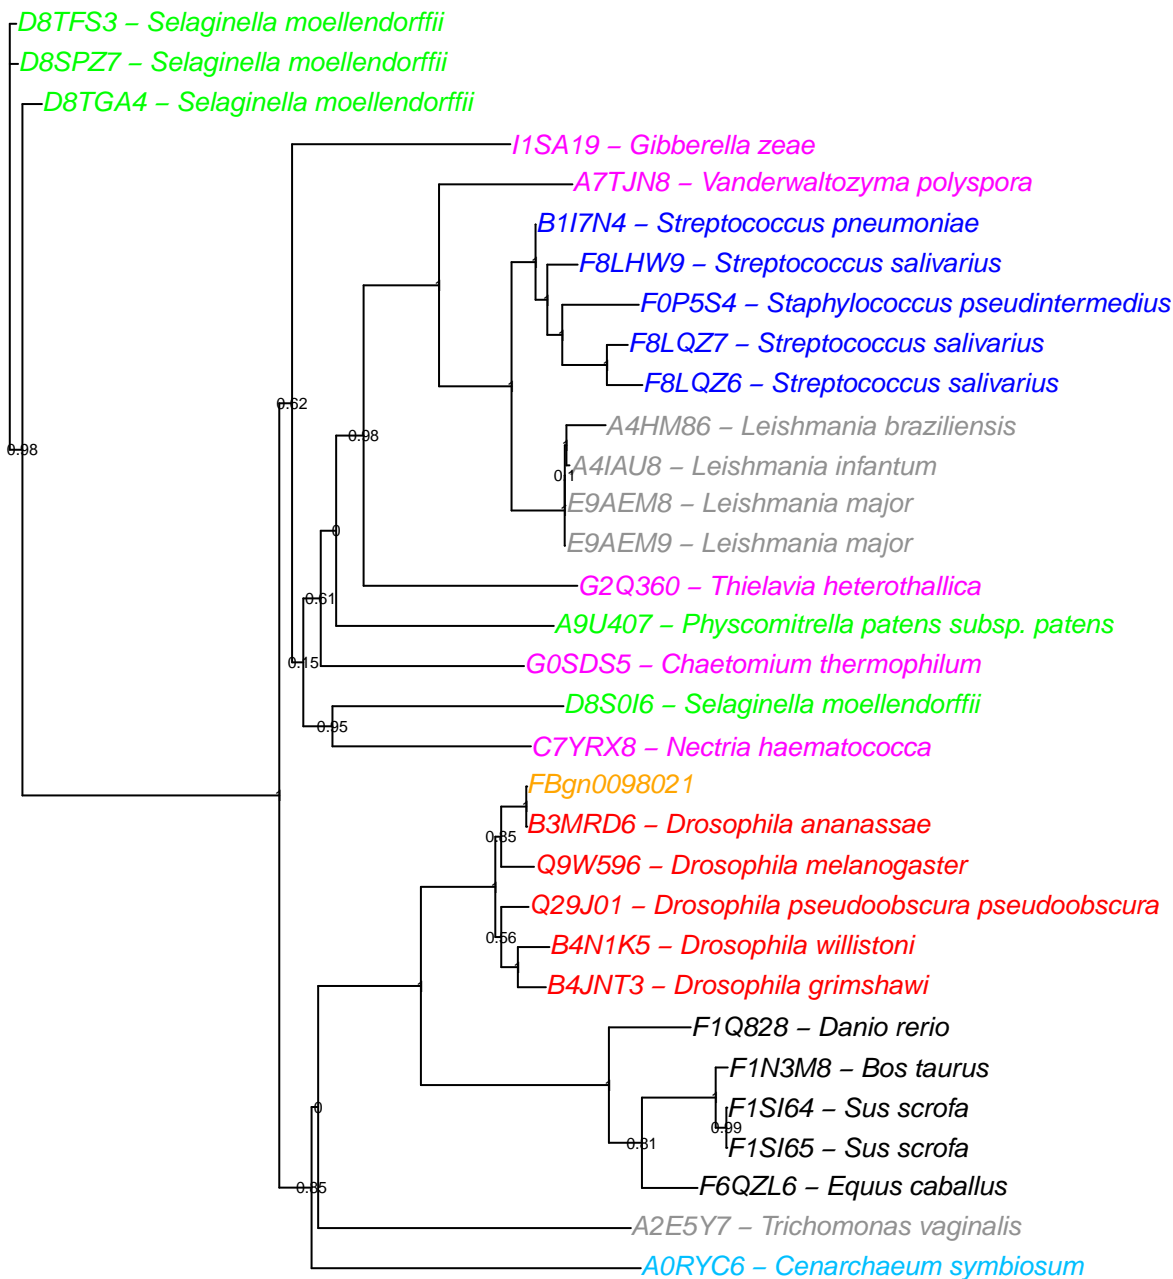 D8TFS3 – Selaginella moellendorffii
D8SPZ7 – Selaginella moellendorffii
D8TGA4 – Selaginella moellendorffii
I1SA19 – Gibberella zeae
A7TJN8 – Vanderwaltozyma polyspora
B1I7N4 – Streptococcus pneumoniae
F8LHW9 – Streptococcus salivarius
F0P5S4 – Staphylococcus pseudintermedius
F8LQZ7 – Streptococcus salivarius
F8LQZ6 – Streptococcus salivarius
0.62
A4HM86 – Leishmania braziliensis
0.98
0.98
A4IAU8 – Leishmania infantum
0.1
E9AEM8 – Leishmania major
0
E9AEM9 – Leishmania major
G2Q360 – Thielavia heterothallica
0.61
A9U407 – Physcomitrella patens subsp. patens
0.15
G0SDS5 – Chaetomium thermophilum
D8S0I6 – Selaginella moellendorffii
0.95
C7YRX8 – Nectria haematococca
FBgn0098021
B3MRD6 – Drosophila ananassae
0.85
Q9W596 – Drosophila melanogaster
Q29J01 – Drosophila pseudoobscura pseudoobscura
0.56
B4N1K5 – Drosophila willistoni
B4JNT3 – Drosophila grimshawi
F1Q828 – Danio rerio
F1N3M8 – Bos taurus
0
F1SI64 – Sus scrofa
0.99
0.81
F1SI65 – Sus scrofa
0.85
F6QZL6 – Equus caballus
A2E5Y7 – Trichomonas vaginalis
A0RYC6 – Cenarchaeum symbiosum